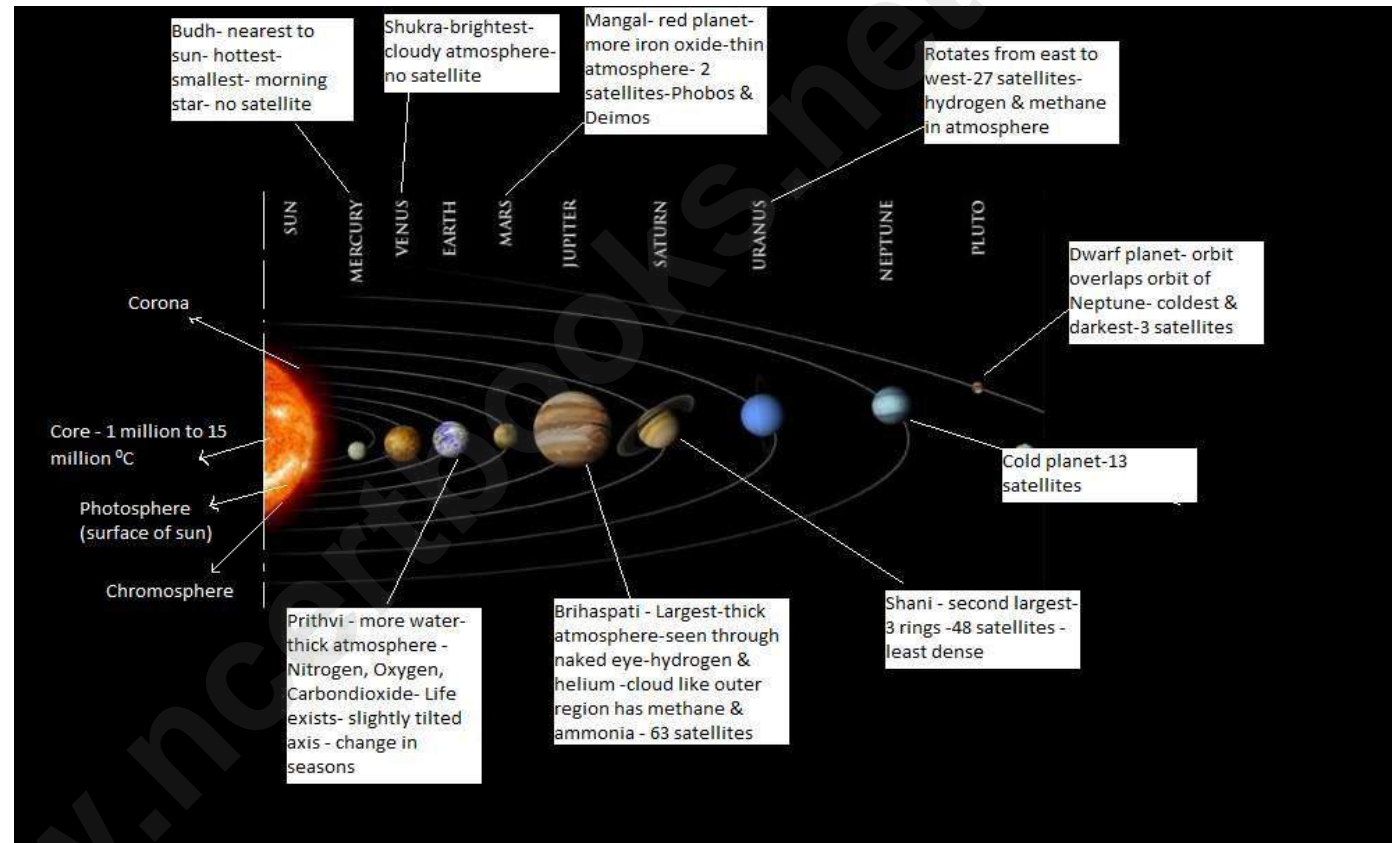 Budh- nearest to
sun- hottest-
smallest- morning
star- no satellite
Shukra-brightest-
cloudy atmosphere-
no satellite
Mangal- red planet-
more iron oxide-thin
atmosphere- 2
satellites-Phobos &
Deimos
Rotates from east to
west-27 satellites-
hydrogen & methane
in atmosphere
SUN
MERCURY
VENUS
EARTH
MARS
JUPITER
SATURN
URANUS
NEPTUNE
PLUTO
Dwarf planet- orbit
overlaps orbit of
Neptune- coldest &
darkest-3 satellites
Corona
Core - 1 million to 15
million ⁰C
Photosphere
(surface of sun)
Chromosphere
Cold planet-13
satellites
Prithvi - more water-
thick atmosphere -
Nitrogen, Oxygen,
Carbondioxide- Life
exists- slightly tilted
axis - change in
seasons
Brihaspati - Largest-thick
atmosphere-seen through
naked eye-hydrogen &
helium -cloud like outer
region has methane &
ammonia - 63 satellites
Shani - second largest-
3 rings -48 satellites -
least dense
y.ncertbooks.net